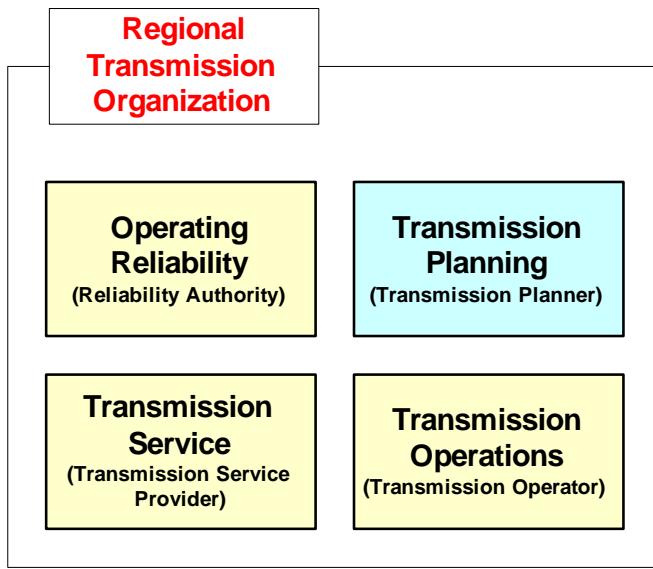 Regional
Transmission
Organization
Operating
Reliability
(Reliability Authority)
Transmission
Planning
(Transmission Planner)
Transmission
Service
(Transmission Service
Provider)
Transmission
Operations
(Transmission Operator)